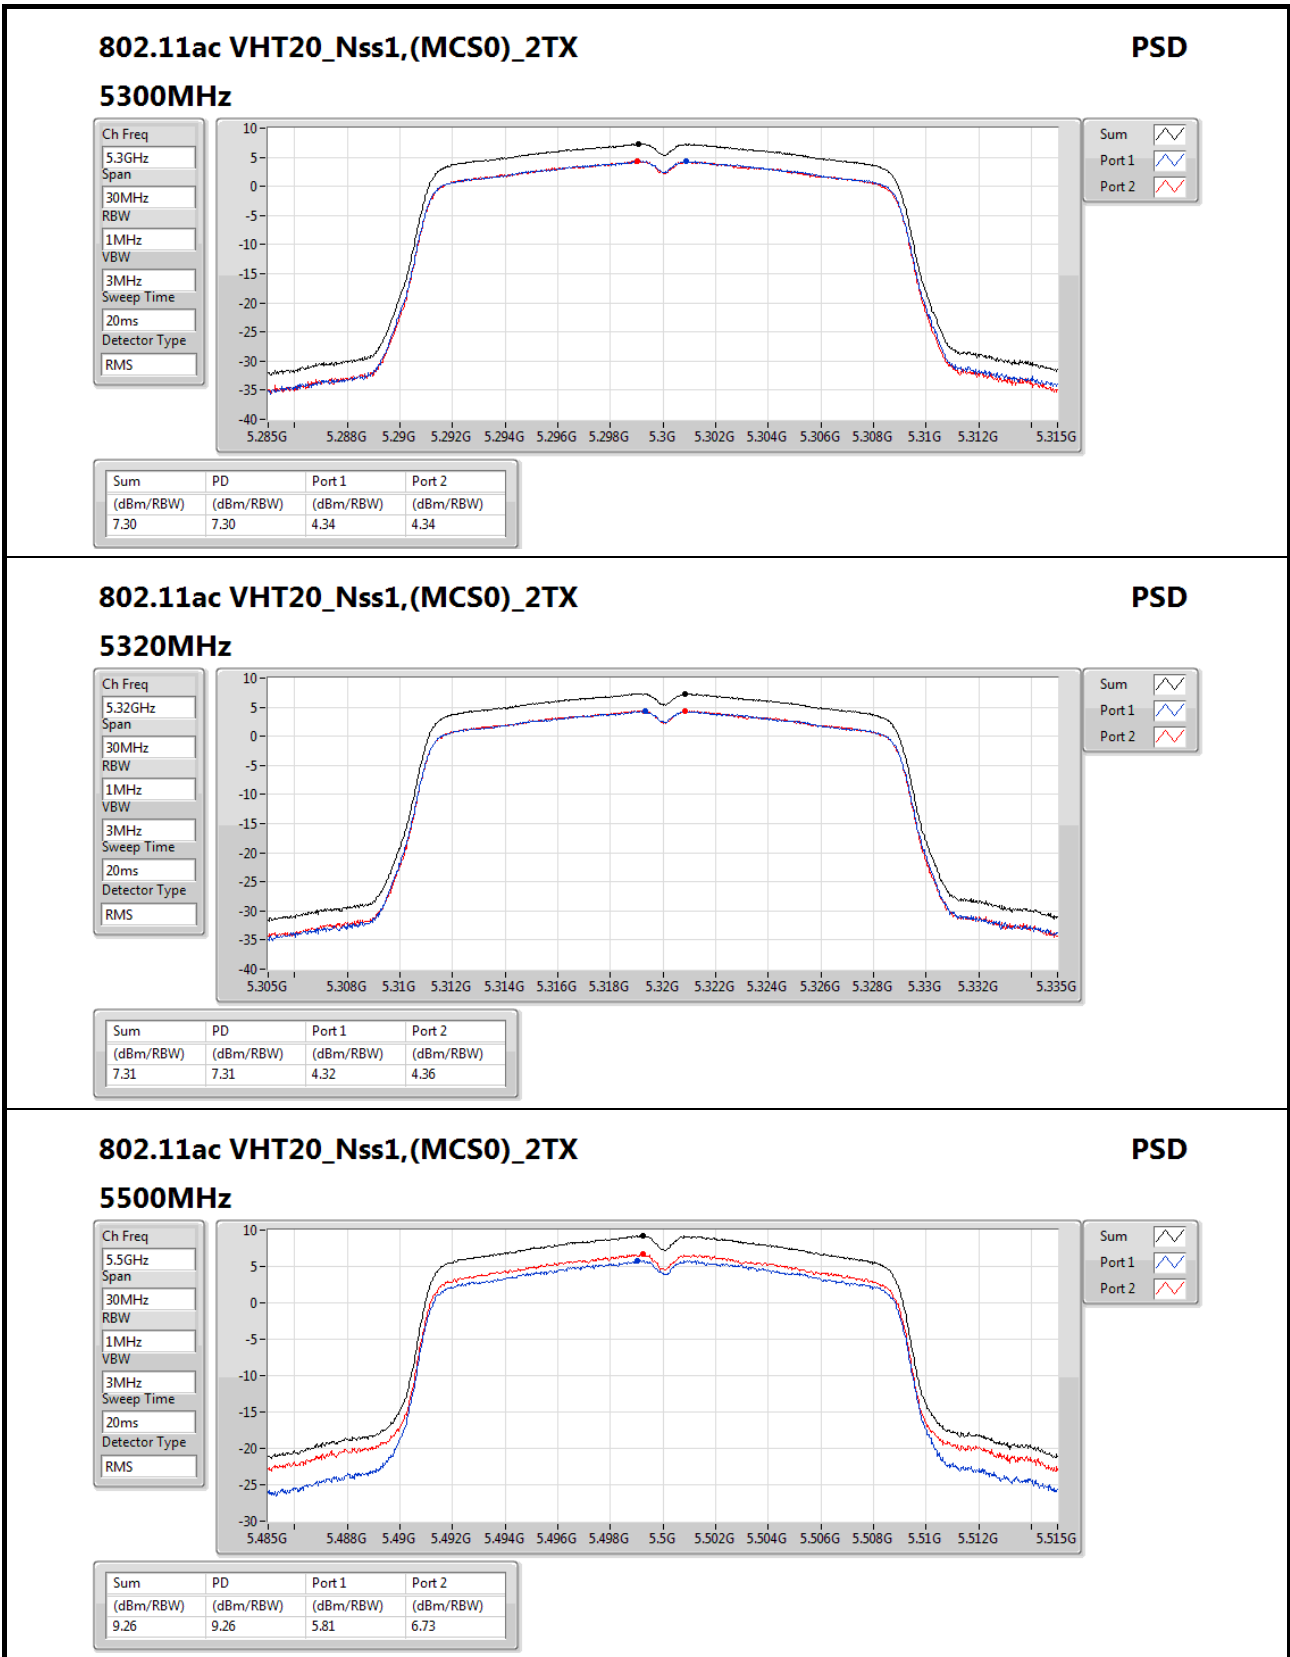 802.11ac VHT20_Nss1,(MCS0)_2TX PSD
5300MHz
Ch Freq
5.3GHz
Span
30MHz
RBW
1MHz
VBW
3MHz
Sweep Time
20ms
Detector Type
RMS
10
5
0
-5
-10
-15
-20
-25
-30
-35
-40
5.285G 5.288G 5.29G 5.292G 5.294G 5.296G 5.298G 5.3G 5.302G 5.304G 5.306G 5.308G 5.31G 5.312G 5.315G
Sum
Port 1
Port 2
Sum PD Port 1 Port 2
(dBm/RBW) (dBm/RBW) (dBm/RBW) (dBm/RBW)
7.30 7.30 4.34 4.34
802.11ac VHT20_Nss1,(MCS0)_2TX PSD
5320MHz
Ch Freq
5.32GHz
Span
30MHz
RBW
1MHz
VBW
3MHz
Sweep Time
20ms
Detector Type
RMS
10
5
0
-5
-10
-15
-20
-25
-30
-35
-40
5.305G 5.308G 5.31G 5.312G 5.314G 5.316G 5.318G 5.32G 5.322G 5.324G 5.326G 5.328G 5.33G 5.332G 5.335G
Sum
Port 1
Port 2
Sum PD Port 1 Port 2
(dBm/RBW) (dBm/RBW) (dBm/RBW) (dBm/RBW)
7.31 7.31 4.32 4.36
802.11ac VHT20_Nss1,(MCS0)_2TX PSD
5500MHz
Ch Freq
5.5GHz
Span
30MHz
RBW
1MHz
VBW
3MHz
Sweep Time
20ms
Detector Type
RMS
10
5
0
-5
-10
-15
-20
-25
-30
5.485G 5.488G 5.49G 5.492G 5.494G 5.496G 5.498G 5.5G 5.502G 5.504G 5.506G 5.508G 5.51G 5.512G 5.515G
Sum
Port 1
Port 2
Sum PD Port 1 Port 2
(dBm/RBW) (dBm/RBW) (dBm/RBW) (dBm/RBW)
9.26 9.26 5.81 6.73